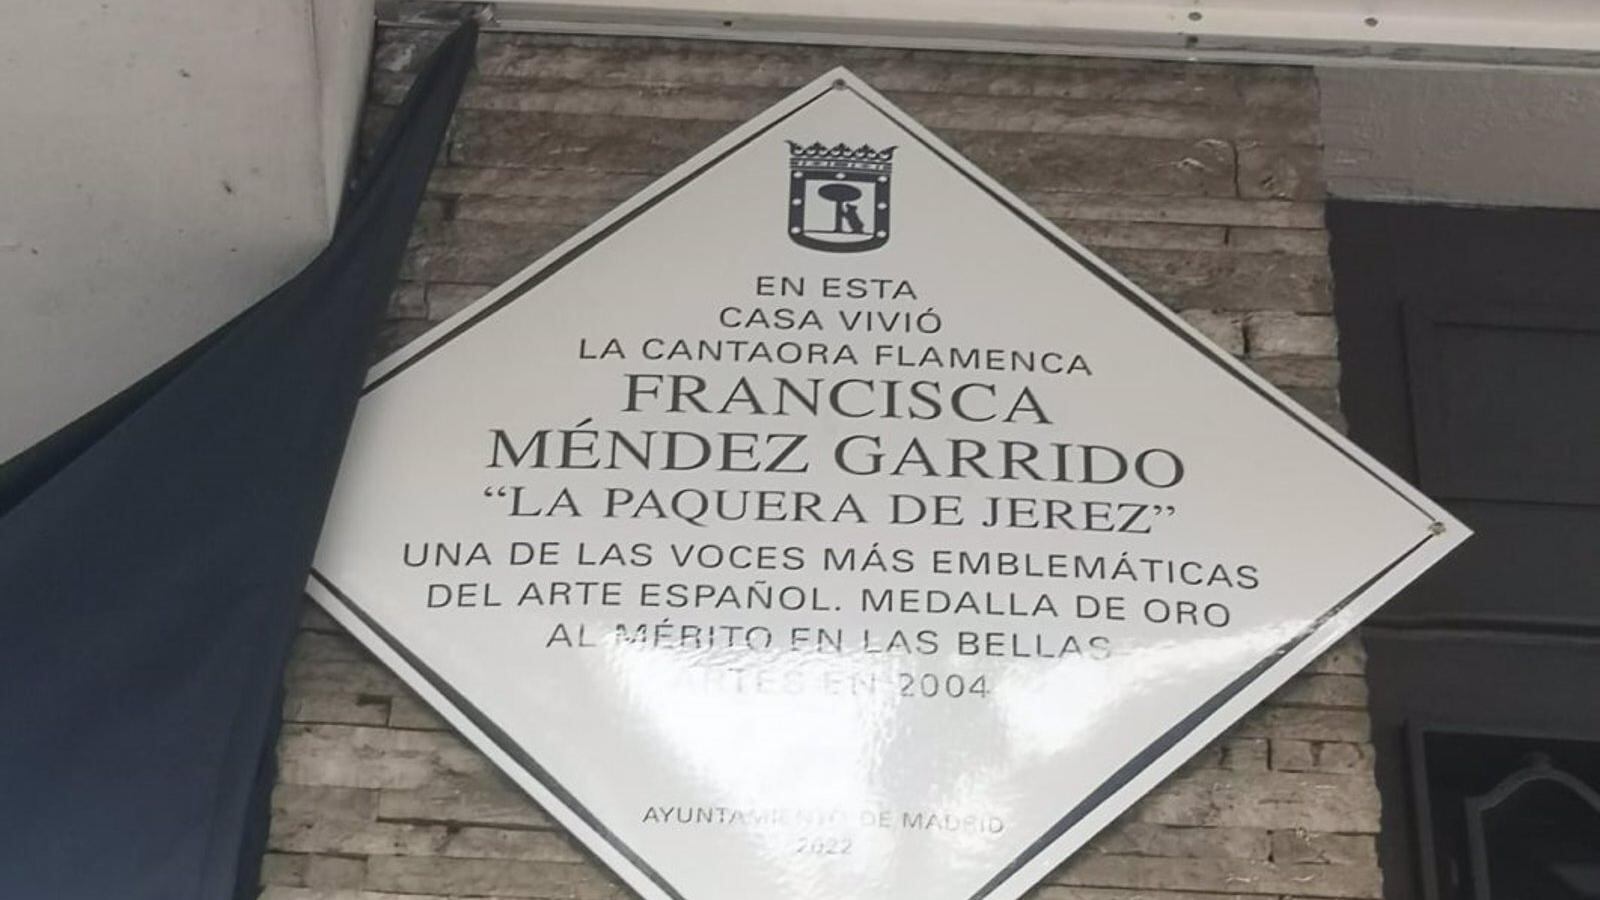 EN ESTA
CASA VIVIÓ
LA CANTAORA FLAMENCA
FRANCISCA
MÉNDEZ GARRIDO
“LA PAQUERA DE JEREZ”
UNA DE LAS VOCES MÁS EMBLEMÁTICAS
DEL ARTE ESPAÑOL. MEDALLA DE ORO
AL MÉRITO EN LAS BELLAS
ARTES EN 2004
AYUNTAMIENTO DE MADRID
2022